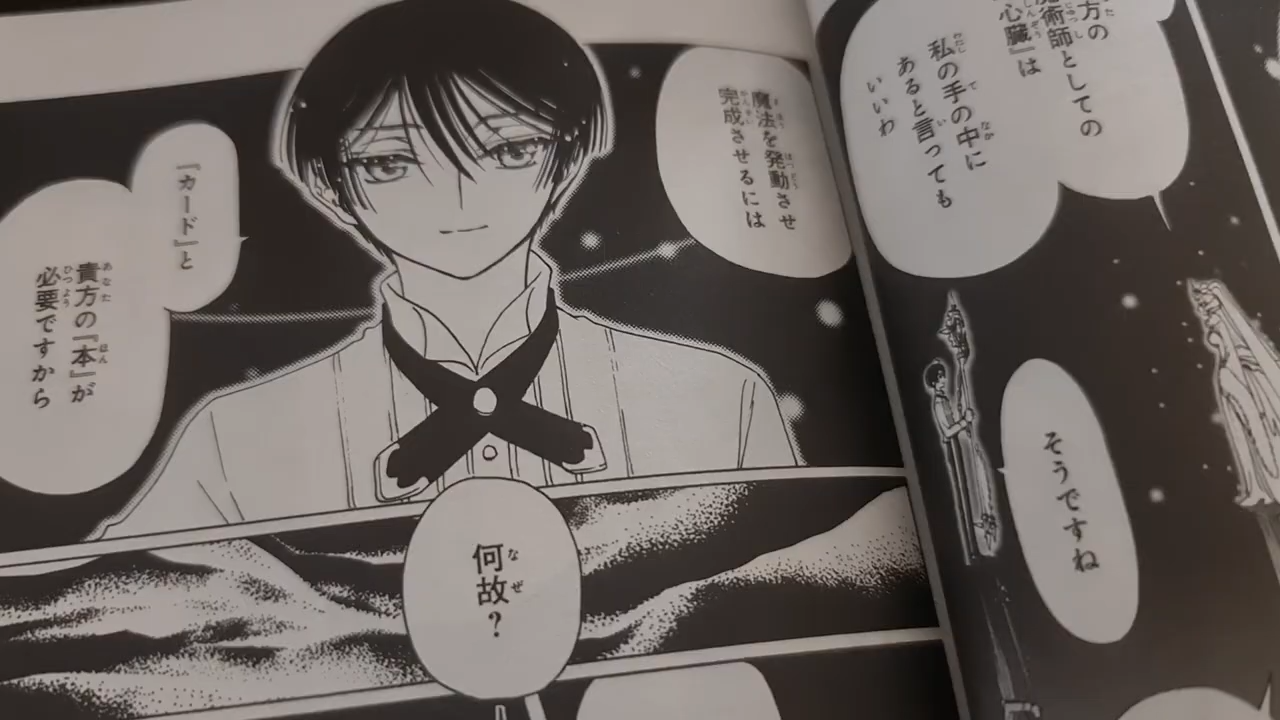 方の
魔術師としての
『心臓』は
私の手の中に
あると言っても
いいわ
そうですね
魔法を発動させ
完成させるには
『カード』と
貴方の『本』が
必要ですから
何故？